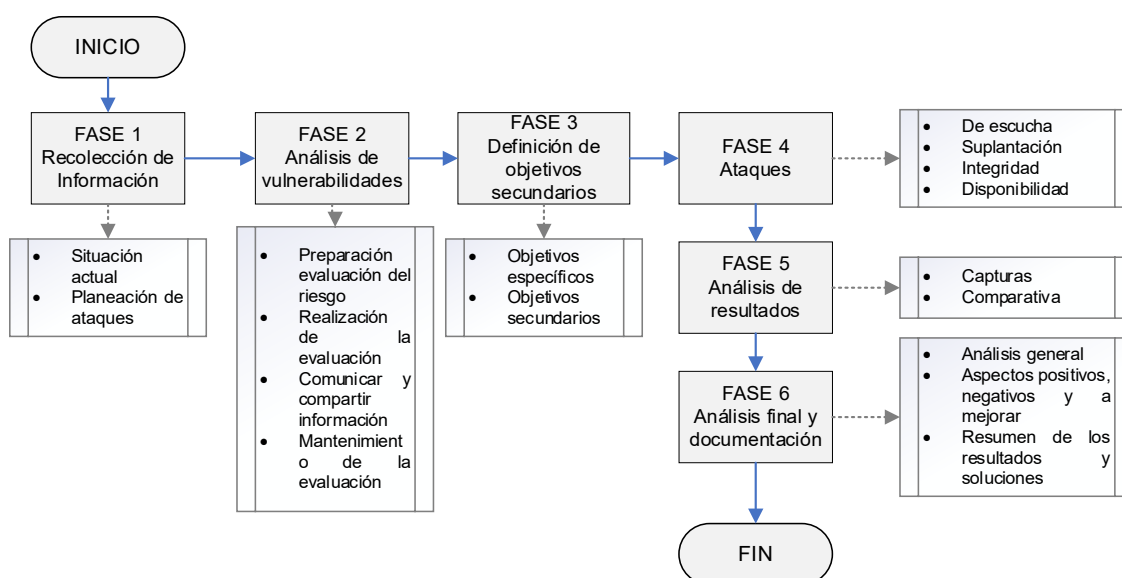 INICIO
FASE 1
Recolección de
Información
• Situación
actual
• Planeación de
ataques
FASE 2
Análisis de
vulnerabilidades
• Preparación
evaluación del
riesgo
• Realización
de la
evaluación
• Comunicar y
compartir
información
• Mantenimient
o de la
evaluación
FASE 3
Definición de
objetivos
secundarios
• Objetivos
específicos
• Objetivos
secundarios
FASE 4
Ataques
• De escucha
• Suplantación
• Integridad
• Disponibilidad
FASE 5
Análisis de
resultados
• Capturas
• Comparativa
FASE 6
Análisis final y
documentación
• Análisis general
• Aspectos positivos,
negativos y a
mejorar
• Resumen de los
resultados y
soluciones
FIN